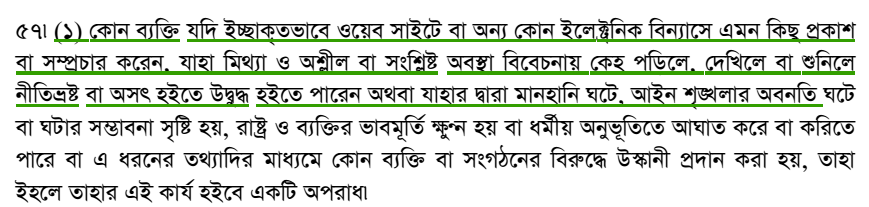 ৫৭৷ (১) কোন ব্যক্তি যদি ইচ্ছাকৃতভাবে ওয়েব সাইটে বা অন্য কোন ইলেক্ট্রনিক বিন্যাসে এমন কিছু প্রকাশ
বা সম্প্রচার করেন, যাহা মিথ্যা ও অশ্লীল বা সংশ্লিষ্ট অবস্থা বিবেচনায় কেহ পড়িলে, দেখিলে বা শুনিলে
নীতিভ্রষ্ট বা অসৎ হইতে উদ্বুদ্ধ হইতে পারেন অথবা যাহার দ্বারা মানহানি ঘটে, আইন শৃঙ্খলার অবনতি ঘটে
বা ঘটার সম্ভাবনা সৃষ্টি হয়, রাষ্ট্র ও ব্যক্তির ভাবমূর্তি ক্ষুণ্ন হয় বা ধর্মীয় অনুভূতিতে আঘাত করে বা করিতে
পারে বা এ ধরনের তথ্যাদির মাধ্যমে কোন ব্যক্তি বা সংগঠনের বিরুদ্ধে উস্কানী প্রদান করা হয়, তাহা
ইহলে তাহার এই কার্য হইবে একটি অপরাধ৷